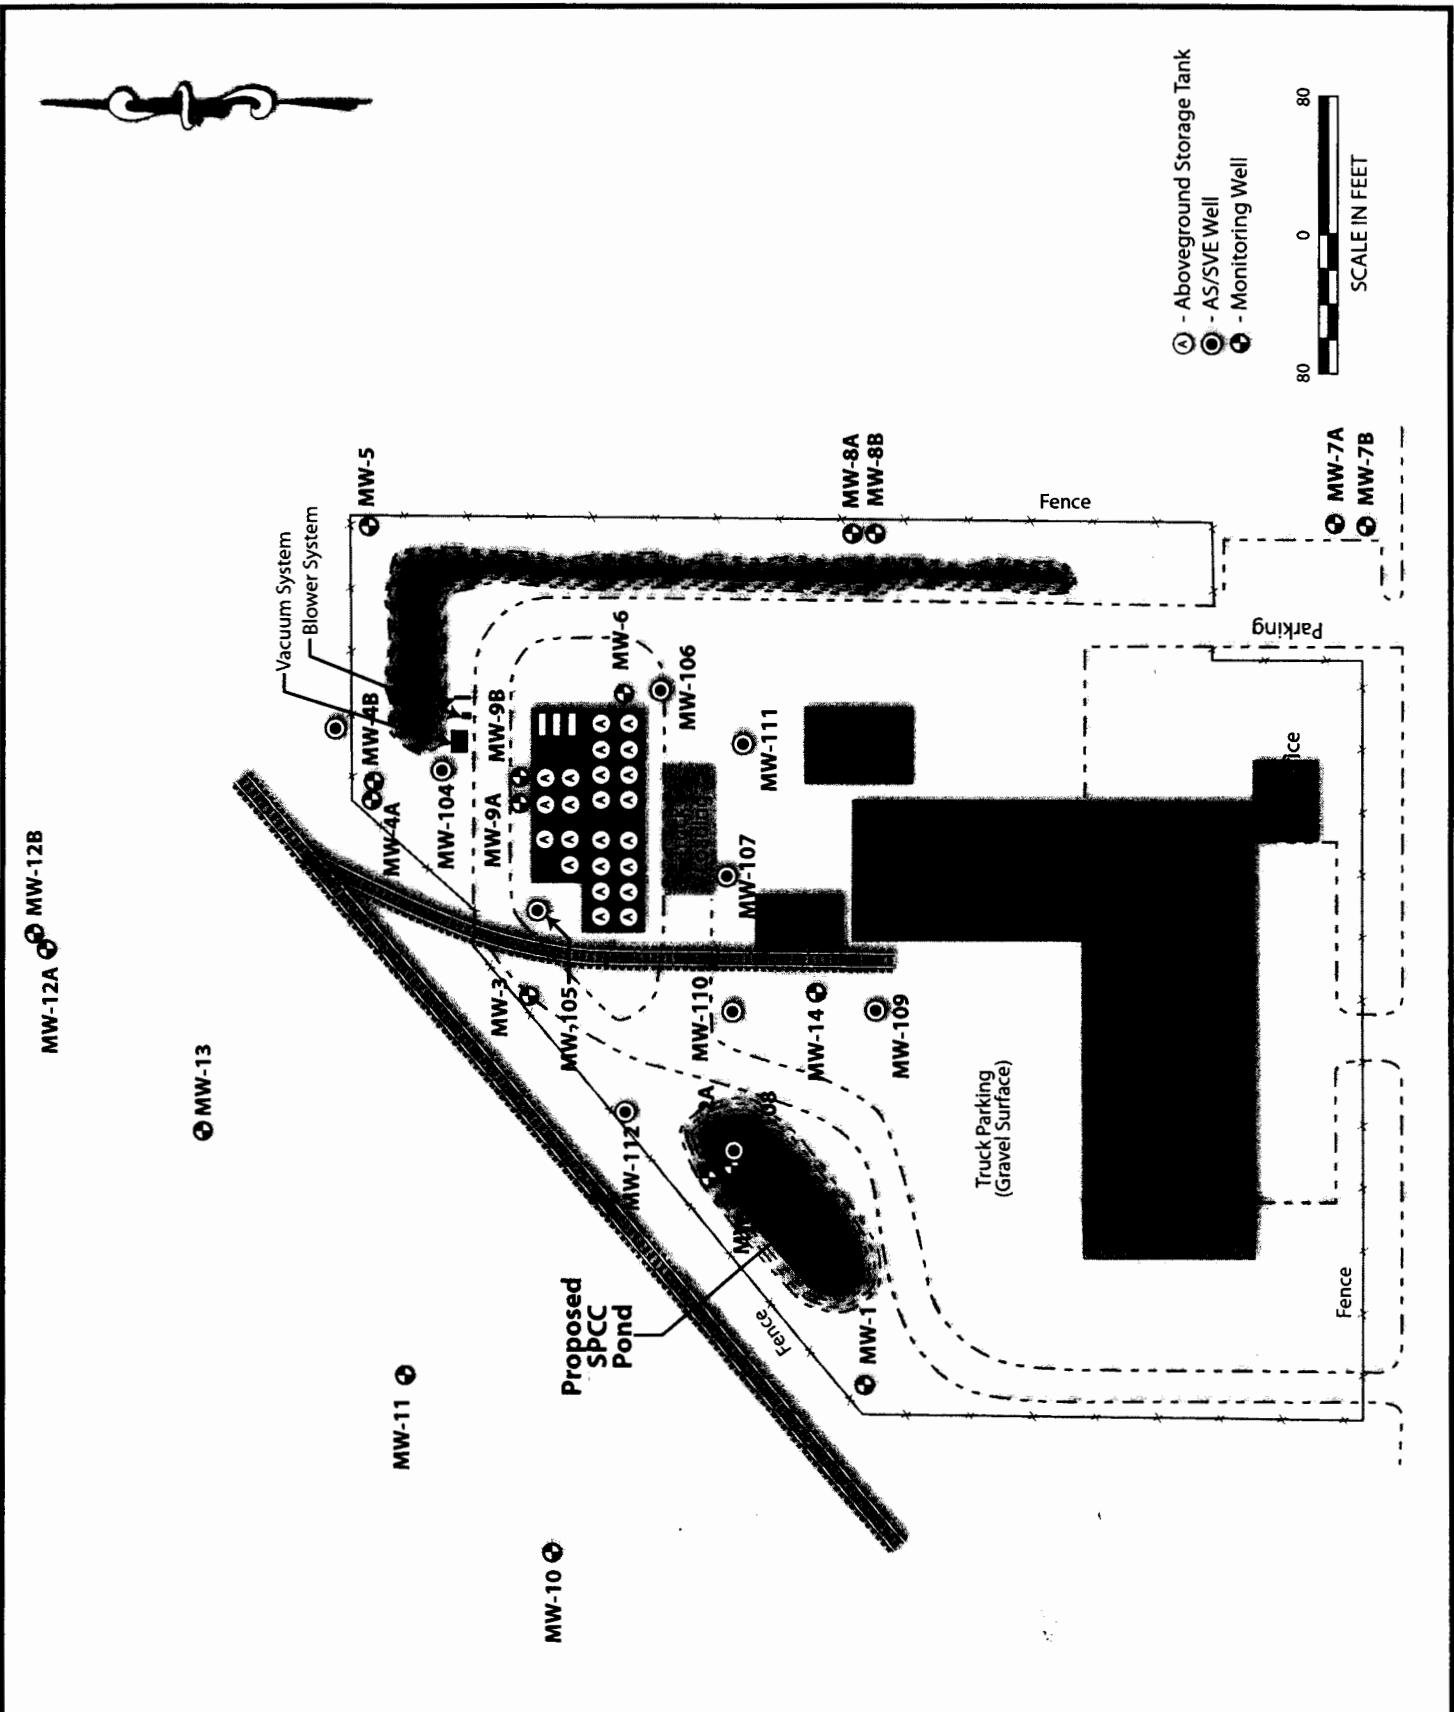 MW-12A
MW-12B
MW-13
MW-11
MW-10
Vacuum System
Blower System
MW-5
MW-4B
MW-4A
MW-104
MW-9A
MW-9B
MW-3
MW-105
MW-6
MW-106
MW-111
MW-107
MW-110
MW-14
MW-109
MW-112
2A
08
Proposed
SPCC
Pond
MW-1
Fence
Truck Parking
(Gravel Surface)
MW-8A
MW-8B
Fence
Parking
MW-7A
MW-7B
Fence
A - Aboveground Storage Tank
- AS/SVE Well
- Monitoring Well
80 0 80
SCALE IN FEET
A A A A A
A A A A
A A A A A A A
A A A A A A A